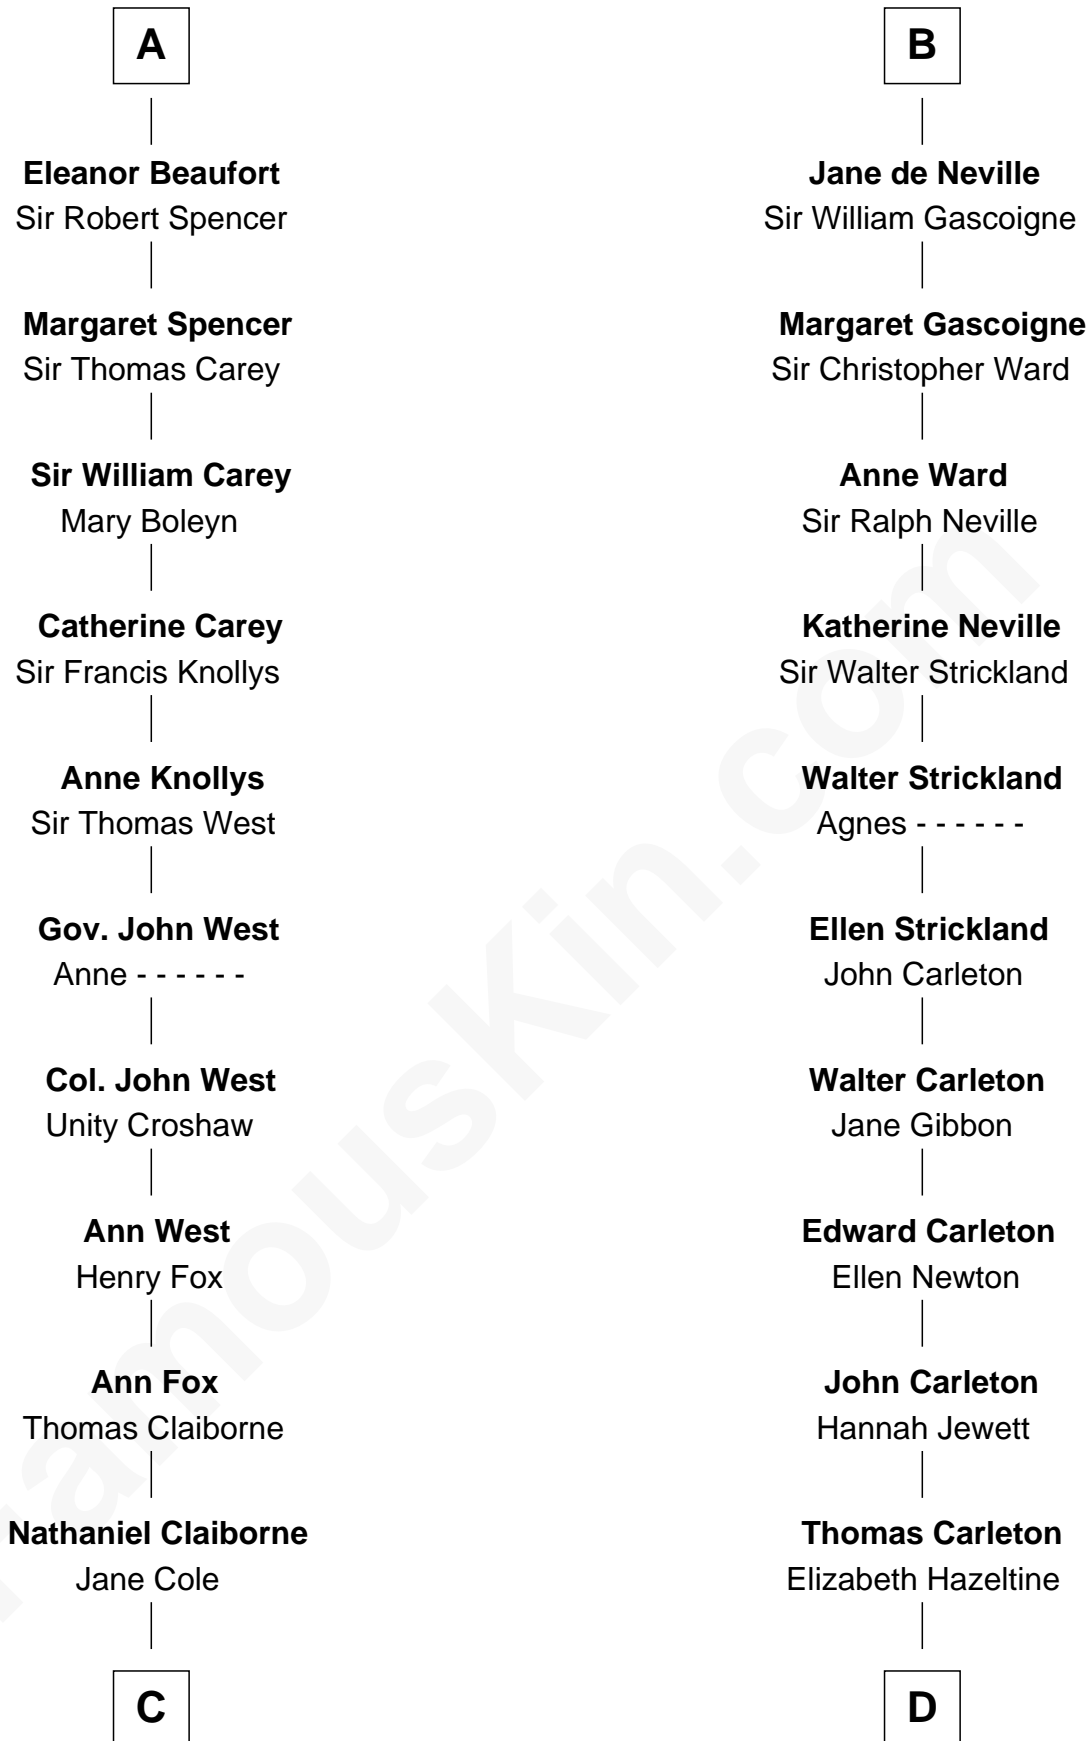 A
Eleanor Beaufort
Sir Robert Spencer
Margaret Spencer
Sir Thomas Carey
Sir William Carey
Mary Boleyn
Catherine Carey
Sir Francis Knollys
Anne Knollys
Sir Thomas West
Gov. John West
Anne - - - - - -
Col. John West
Unity Croshaw
Ann West
Henry Fox
Ann Fox
Thomas Claiborne
Nathaniel Claiborne
Jane Cole
C
B
Jane de Neville
Sir William Gascoigne
Margaret Gascoigne
Sir Christopher Ward
Anne Ward
Sir Ralph Neville
Katherine Neville
Sir Walter Strickland
Walter Strickland
Agnes - - - - - -
Ellen Strickland
John Carleton
Walter Carleton
Jane Gibbon
Edward Carleton
Ellen Newton
John Carleton
Hannah Jewett
Thomas Carleton
Elizabeth Hazeltine
D
FamousKin.com